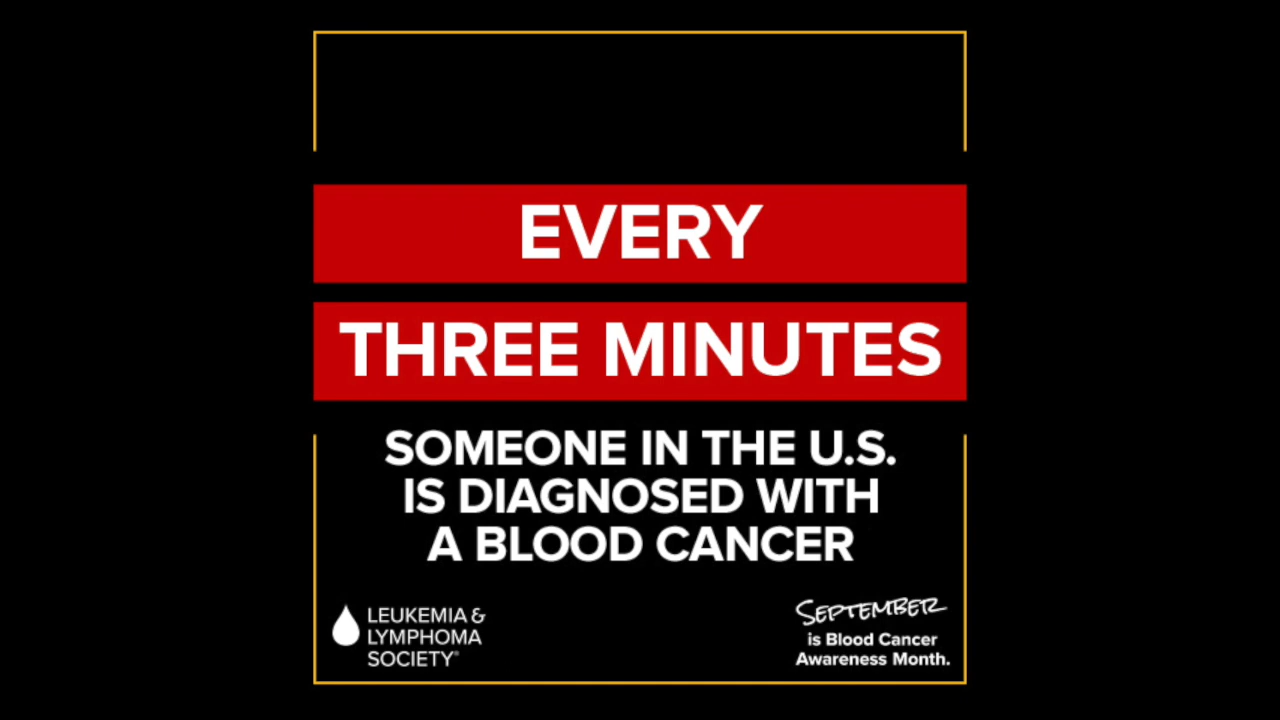 EVERY
THREE MINUTES
SOMEONE IN THE U.S.
IS DIAGNOSED WITH
A BLOOD CANCER
LEUKEMIA &
LYMPHOMA
SOCIETY®
SEPTEMBER
is Blood Cancer
Awareness Month.